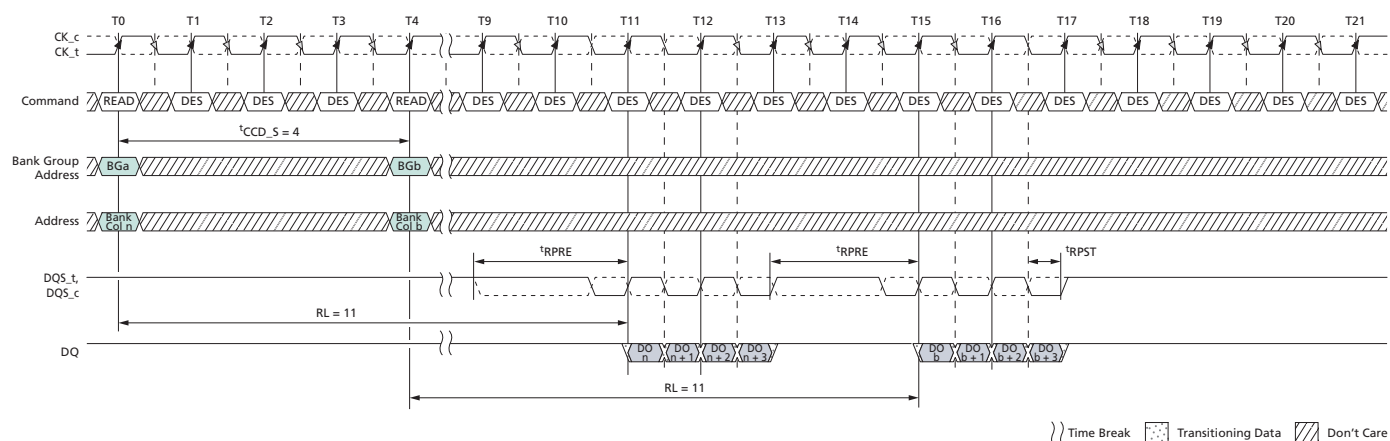 T0 T1 T2 T3 T4 T9 T10 T11 T12 T13 T14 T15 T16 T17 T18 T19 T20 T21
CK_c
CK_t
Command READ DES DES DES READ DES DES DES DES DES DES DES DES DES DES DES DES DES
tCCD_S = 4
Bank Group
Address
BGa BGb
Address
Bank
Col n
Bank
Col b
tRPRE tRPRE tRPST
DQS_t,
DQS_c
RL = 11
DQ
DO
n
DO
n + 1
DO
n + 2
DO
n + 3
DO
b
DO
b + 1
DO
b + 2
DO
b + 3
RL = 11
Time Break Transitioning Data Don't Care